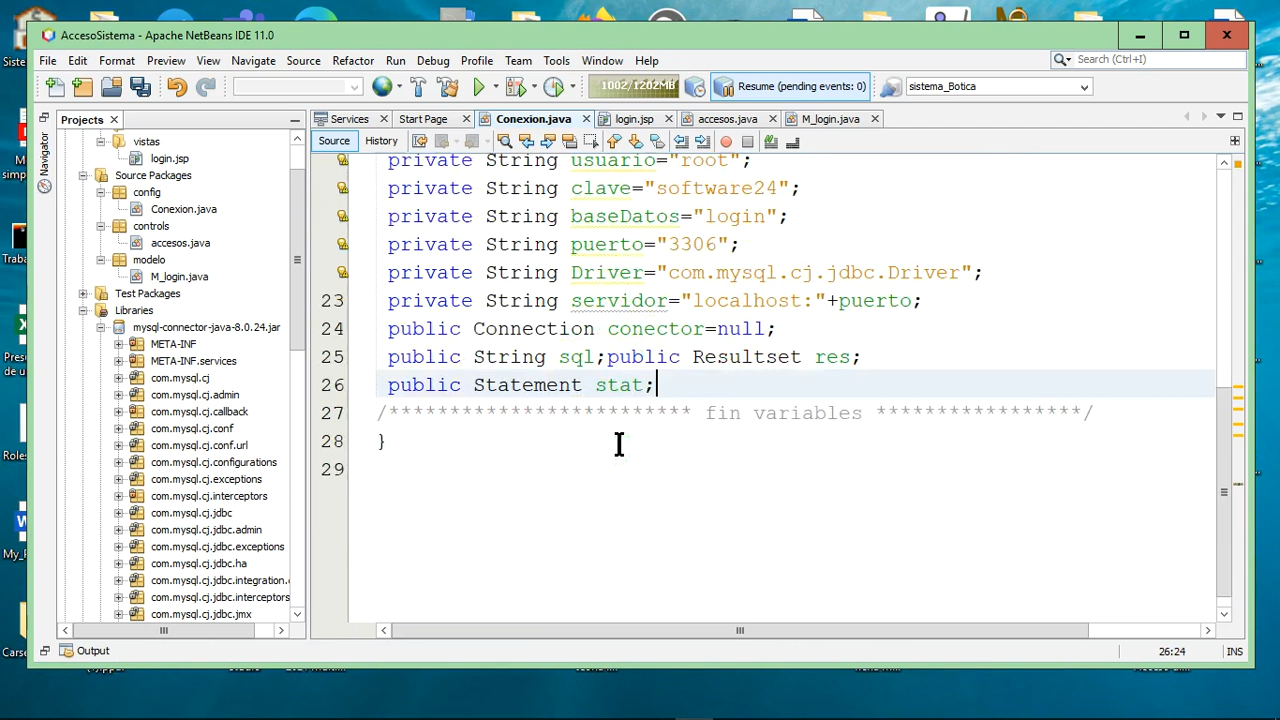 AccesoSistema - Apache NetBeans IDE 11.0
File Edit Format Preview View Navigate Source Refactor Run Debug Profile Team Tools Window Help
Search (Ctrl+I)
1002/1202MB
Resume (pending events: 0)
sistema_Botica
Projects
Services
Start Page
Conexion.java
login.jsp
accesos.java
M_login.java
Navigator
Source
History
vistas
login.jsp
Source Packages
config
Conexion.java
controls
accesos.java
modelo
M_login.java
Test Packages
Libraries
mysql-connector-java-8.0.24.jar
META-INF
META-INF.services
com.mysql.cj
com.mysql.cj.admin
com.mysql.cj.callback
com.mysql.cj.conf
com.mysql.cj.conf.url
com.mysql.cj.configurations
com.mysql.cj.exceptions
com.mysql.cj.interceptors
com.mysql.cj.jdbc
com.mysql.cj.jdbc.admin
com.mysql.cj.jdbc.exceptions
com.mysql.cj.jdbc.ha
com.mysql.cj.jdbc.integration.
com.mysql.cj.jdbc.interceptors
com.mysql.cj.jdbc.jmx
private String usuario="root";
private String clave="software24";
private String baseDatos="login";
private String puerto="3306";
private String Driver="com.mysql.cj.jdbc.Driver";
23 private String servidor="localhost:"+puerto;
24 public Connection conector=null;
25 public String sql;public Resultset res;
26 public Statement stat;
27 /************************* fin variables *****************/
28 }
29
Output
26:24
INS